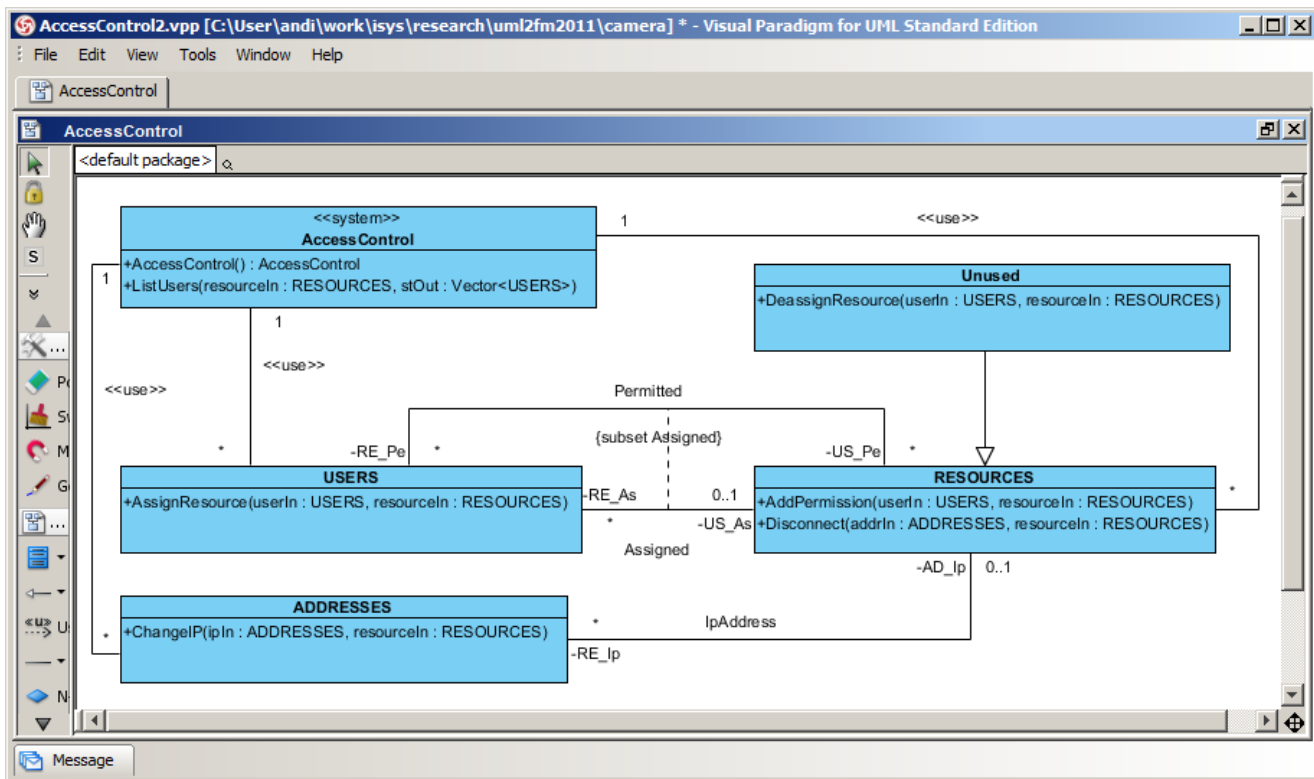 AccessControl2.vpp [C:\User\andi\work\isys\research\uml2fm2011\camera] * - Visual Paradigm for UML Standard Edition
File Edit View Tools Window Help
AccessControl
AccessControl
<default package>
<<system>>
AccessControl
+AccessControl() : AccessControl
+ListUsers(resourceIn : RESOURCES, stOut : Vector<USERS>)
1
<<use>>
Unused
+DeassignResource(userIn : USERS, resourceIn : RESOURCES)
1
1
<<use>>
<<use>>
Permitted
{subset Assigned}
-RE_Pe
*
-US_Pe
*
*
USERS
+AssignResource(userIn : USERS, resourceIn : RESOURCES)
-RE_As
0..1
*
-US_As
Assigned
RESOURCES
+AddPermission(userIn : USERS, resourceIn : RESOURCES)
+Disconnect(addrIn : ADDRESSES, resourceIn : RESOURCES)
*
-AD_Ip
0..1
ADDRESSES
+ChangeIP(ipIn : ADDRESSES, resourceIn : RESOURCES)
*
*
IpAddress
-RE_Ip
S
...
Po
S
M
G
...
«u»
U
N
Message